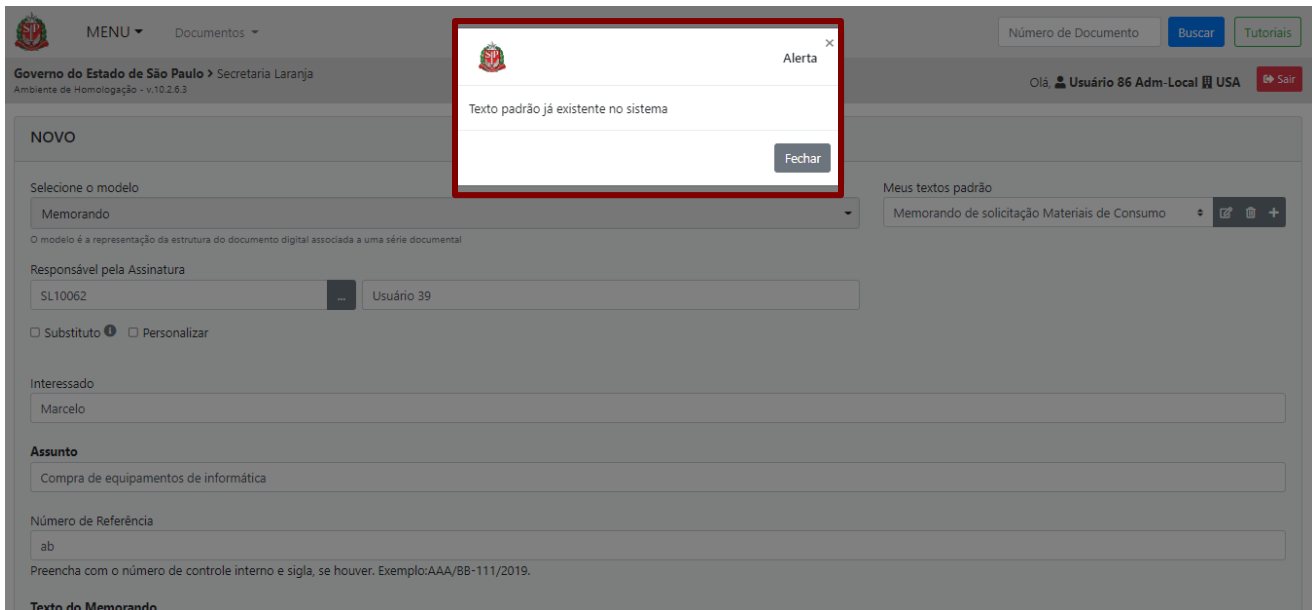 MENU
Documentos
Número de Documento
Buscar
Tutoriais
Governo do Estado de São Paulo > Secretaria Laranja
Ambiente de Homologação - v.10.2.6.3
Olá, Usuário 86 Adm-Local USA
Sair
Alerta
×
Texto padrão já existente no sistema
Fechar
NOVO
Selecione o modelo
Memorando
O modelo é a representação da estrutura do documento digital associada a uma série documental
Meus textos padrão
Memorando de solicitação Materiais de Consumo
Responsável pela Assinatura
SL10062
...
Usuário 39
Substituto
Personalizar
Interessado
Marcelo
Assunto
Compra de equipamentos de informática
Número de Referência
ab
Preencha com o número de controle interno e sigla, se houver. Exemplo:AAA/BB-111/2019.
Texto do Memorando